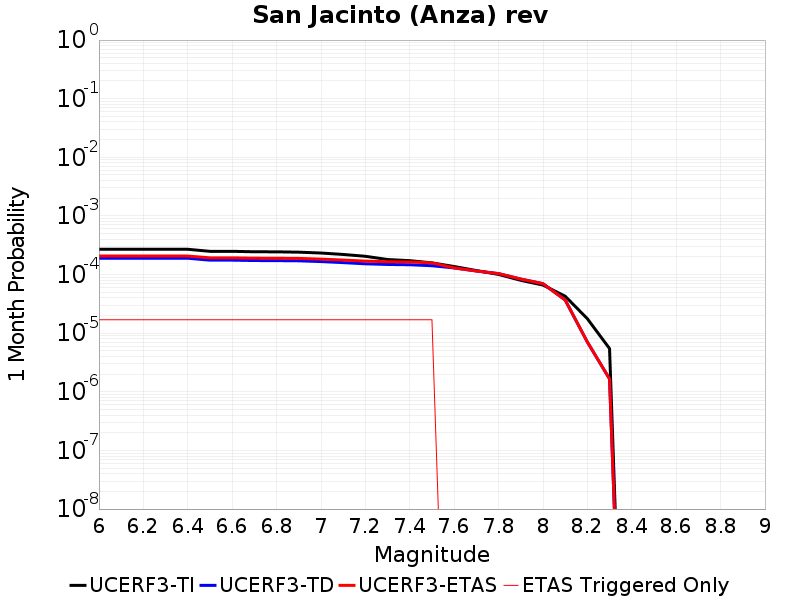 San Jacinto (Anza) rev
10^0
10^-1
10^-2
10^-3
10^-4
10^-5
10^-6
10^-7
10^-8
1 Month Probability
6 6.2 6.4 6.6 6.8 7 7.2 7.4 7.6 7.8 8 8.2 8.4 8.6 8.8 9
Magnitude
UCERF3-TI UCERF3-TD UCERF3-ETAS ETAS Triggered Only